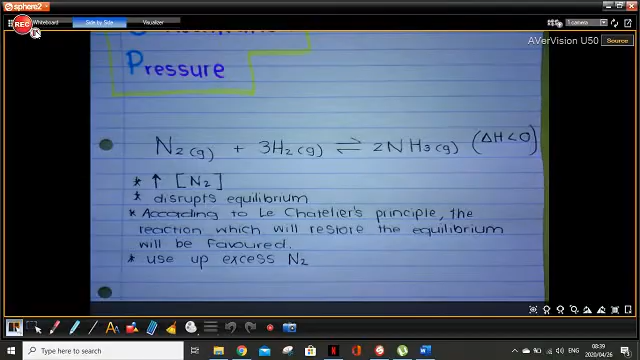 sphere2
REC
Whiteboard
Side by Side
Visualizer
camera
AVerVision U50
Source
Pressure
N2(g) + 3H2(g) ⇌ 2NH3(g) (ΔH<0)
* ↑ [N2]
* disrupts equilibrium
* According to Le Chatelier's principle, the
reaction which will restore the equilibrium
will be favoured.
* use up excess N2
Type here to search
ENG
08:39
2020/04/26